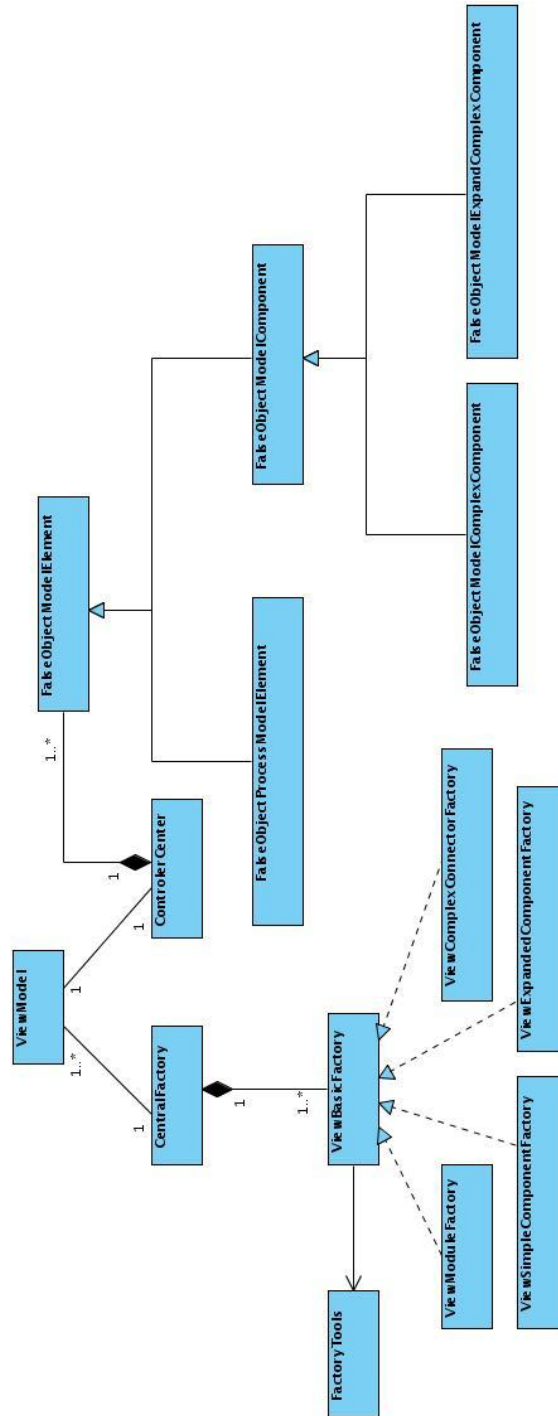 ViewModel
1..*
1
1
1
CentralFactory
ControlerCenter
1
1
1..*
FalseObjectModelElement
1..*
FactoryTools
ViewBasicFactory
FalseObjectProcessModelElement
FalseObjectModelComponent
ViewModuleFactory
ViewComplexConnectorFactory
ViewSimpleComponentFactory
ViewExpandedComponentFactory
FalseObjectModelComplexComponent
FalseObjectModelExpandComplexComponent